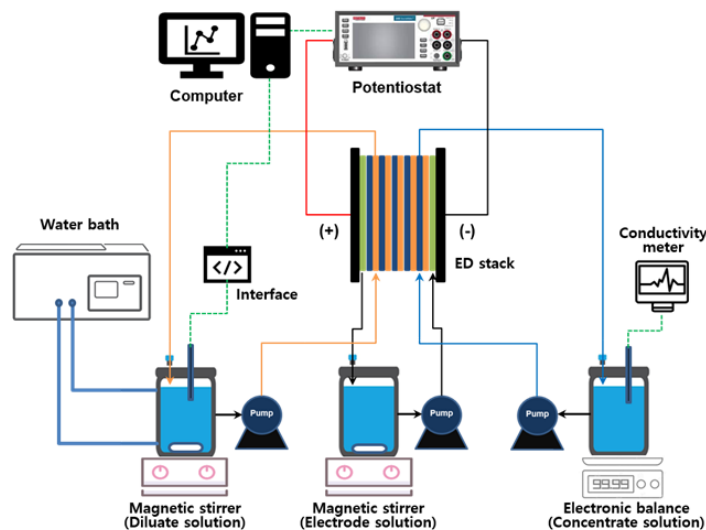 Computer
Potentiostat
Water bath
(+)
(-)
ED stack
Conductivity
meter
</>
Interface
Pump
Pump
Pump
99.99
Magnetic stirrer
(Diluate solution)
Magnetic stirrer
(Electrode solution)
Electronic balance
(Concentrate solution)